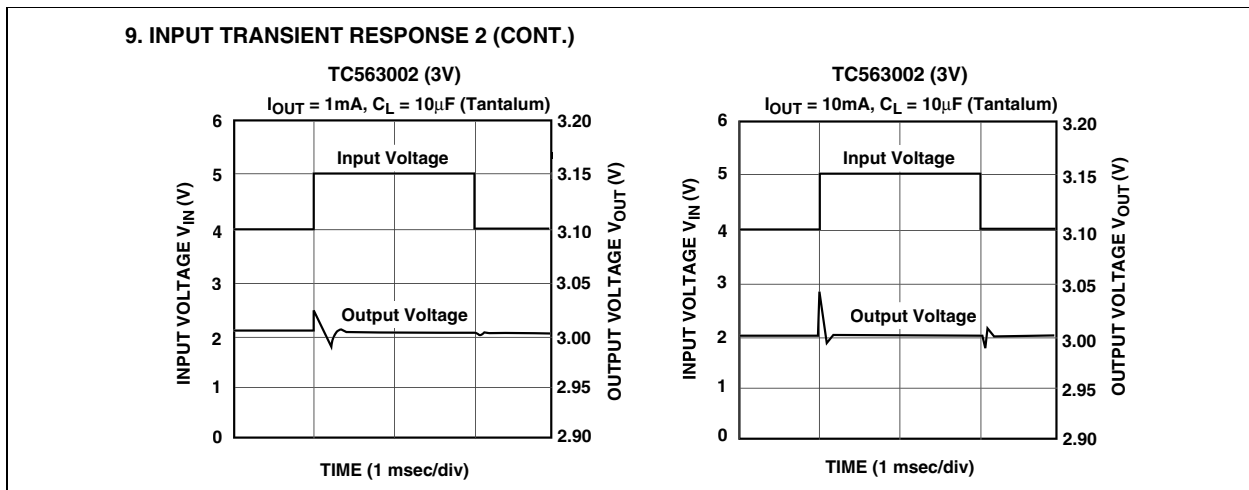 9. INPUT TRANSIENT RESPONSE 2 (CONT.)
TC563002 (3V)
IOUT = 1mA, CL = 10μF (Tantalum)
INPUT VOLTAGE VIN (V)
6
5
4
3
2
1
0
Input Voltage
Output Voltage
3.20
3.15
3.10
3.05
3.00
2.95
2.90
OUTPUT VOLTAGE VOUT (V)
TIME (1 msec/div)
TC563002 (3V)
IOUT = 10mA, CL = 10μF (Tantalum)
INPUT VOLTAGE VIN (V)
6
5
4
3
2
1
0
Input Voltage
Output Voltage
3.20
3.15
3.10
3.05
3.00
2.95
2.90
OUTPUT VOLTAGE VOUT (V)
TIME (1 msec/div)